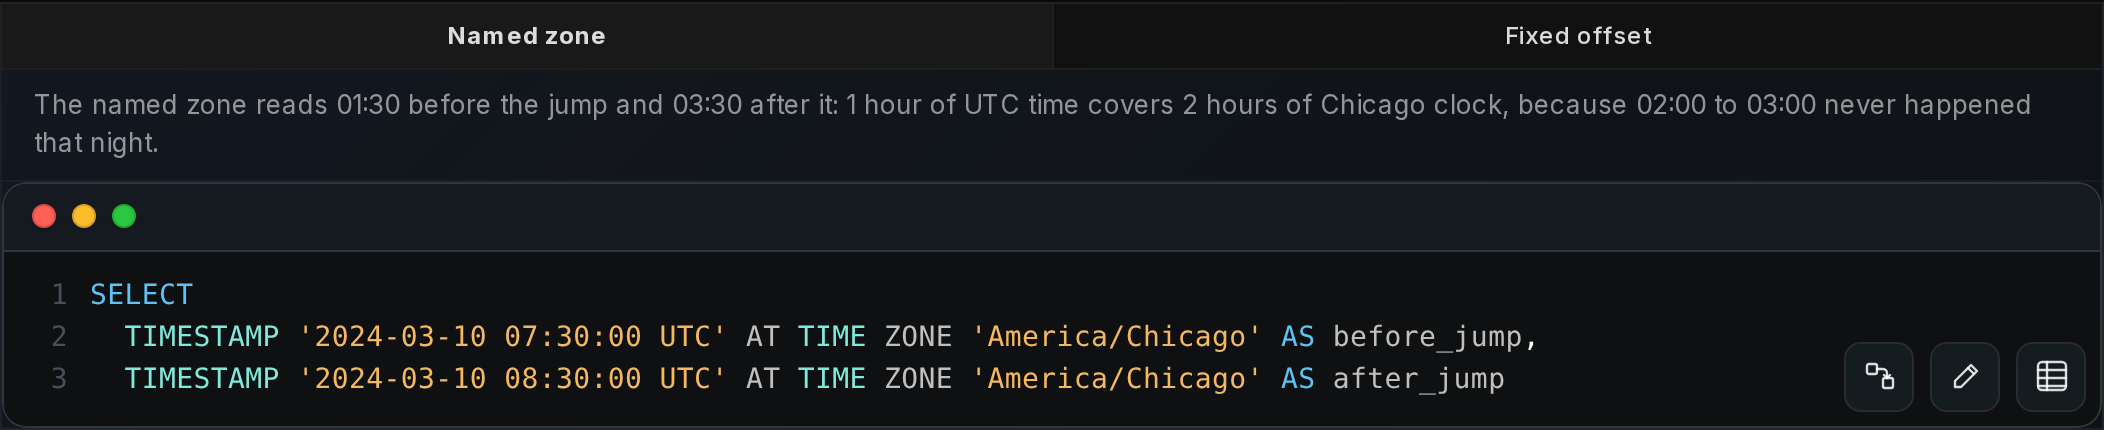 Named zone
Fixed offset
The named zone reads 01:30 before the jump and 03:30 after it: 1 hour of UTC time covers 2 hours of Chicago clock, because 02:00 to 03:00 never happened
that night.
1 SELECT
2   TIMESTAMP '2024-03-10 07:30:00 UTC' AT TIME ZONE 'America/Chicago' AS before_jump,
3   TIMESTAMP '2024-03-10 08:30:00 UTC' AT TIME ZONE 'America/Chicago' AS after_jump